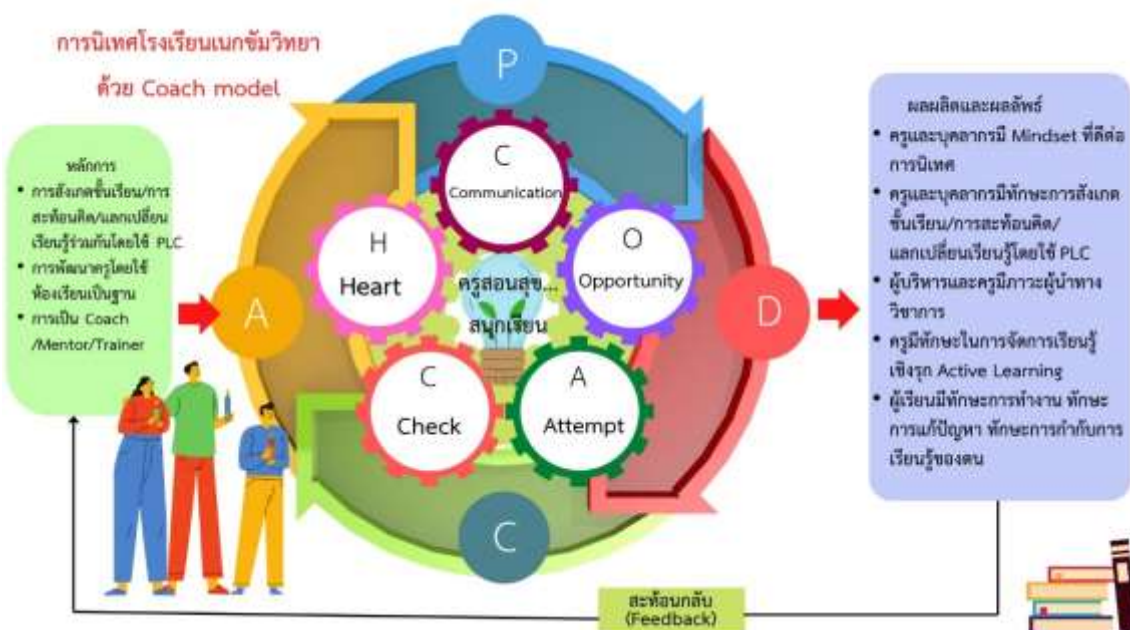 การนิเทศโรงเรียนเนกขัมวิทยา
ด้วย Coach model
หลักการ
• การสังเกตชั้นเรียน/การ
สะท้อนคิด/แลกเปลี่ยน
เรียนรู้ร่วมกันโดยใช้ PLC
• การพัฒนาครูโดยใช้
ห้องเรียนเป็นฐาน
• การเป็น Coach
/Mentor/Trainer
P
D
C
A
C
Communication
O
Opportunity
A
Attempt
C
Check
H
Heart
ครูสอนสุข...
สนุกเรียน
ผลผลิตและผลลัพธ์
• ครูและบุคลากรมี Mindset ที่ดีต่อ
การนิเทศ
• ครูและบุคลากรมีทักษะการสังเกต
ชั้นเรียน/การสะท้อนคิด/
แลกเปลี่ยนเรียนรู้โดยใช้ PLC
• ผู้บริหารและครูมีภาวะผู้นำทาง
วิชาการ
• ครูมีทักษะในการจัดการเรียนรู้
เชิงรุก Active Learning
• ผู้เรียนมีทักษะการทำงาน ทักษะ
การแก้ปัญหา ทักษะการกำกับการ
เรียนรู้ของตน
สะท้อนกลับ
(Feedback)